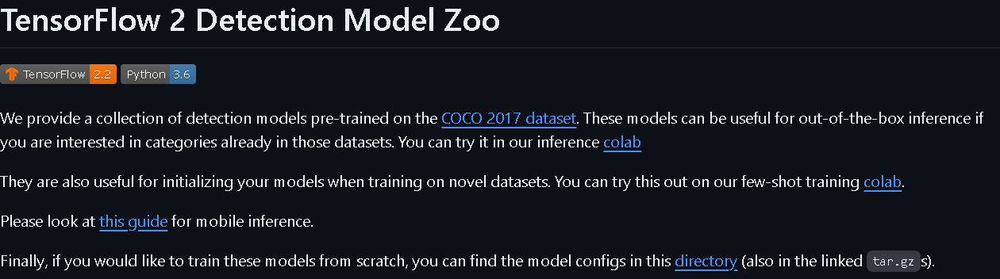 TensorFlow 2 Detection Model Zoo
TensorFlow 2.2 Python 3.6
We provide a collection of detection models pre-trained on the COCO 2017 dataset. These models can be useful for out-of-the-box inference if
you are interested in categories already in those datasets. You can try it in our inference colab
They are also useful for initializing your models when training on novel datasets. You can try this out on our few-shot training colab.
Please look at this guide for mobile inference.
Finally, if you would like to train these models from scratch, you can find the model configs in this directory (also in the linked tar.gz s).